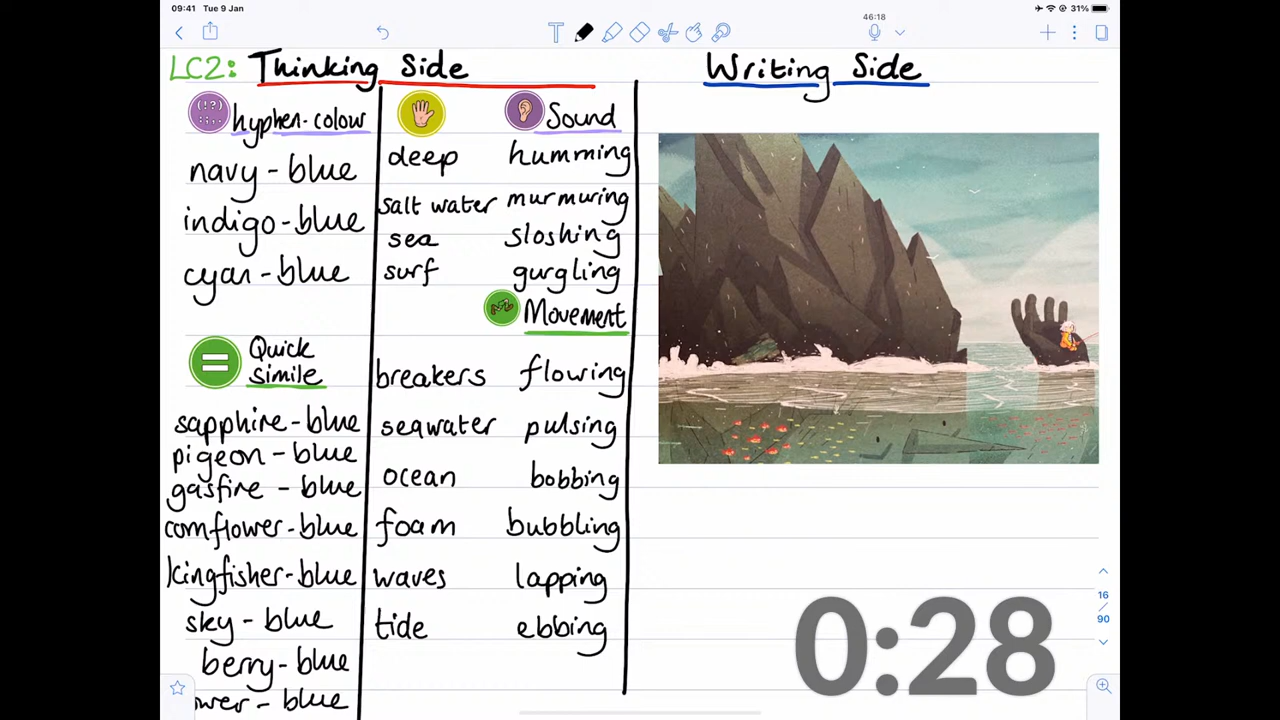 09:41 Tue 9 Jan
46:18
31%
LC2: Thinking Side
Writing Side
hyphen-colour
navy - blue
indigo - blue
cyan - blue
Quick
simile
sapphire - blue
pigeon - blue
gasfire - blue
cornflower - blue
kingfisher - blue
sky - blue
berry - blue
ower - blue
deep
salt water
sea
surf
breakers
seawater
ocean
foam
waves
tide
Sound
humming
murmuring
sloshing
gurgling
Movement
flowing
pulsing
bobbing
bubbling
lapping
ebbing
16
/
90
0:28